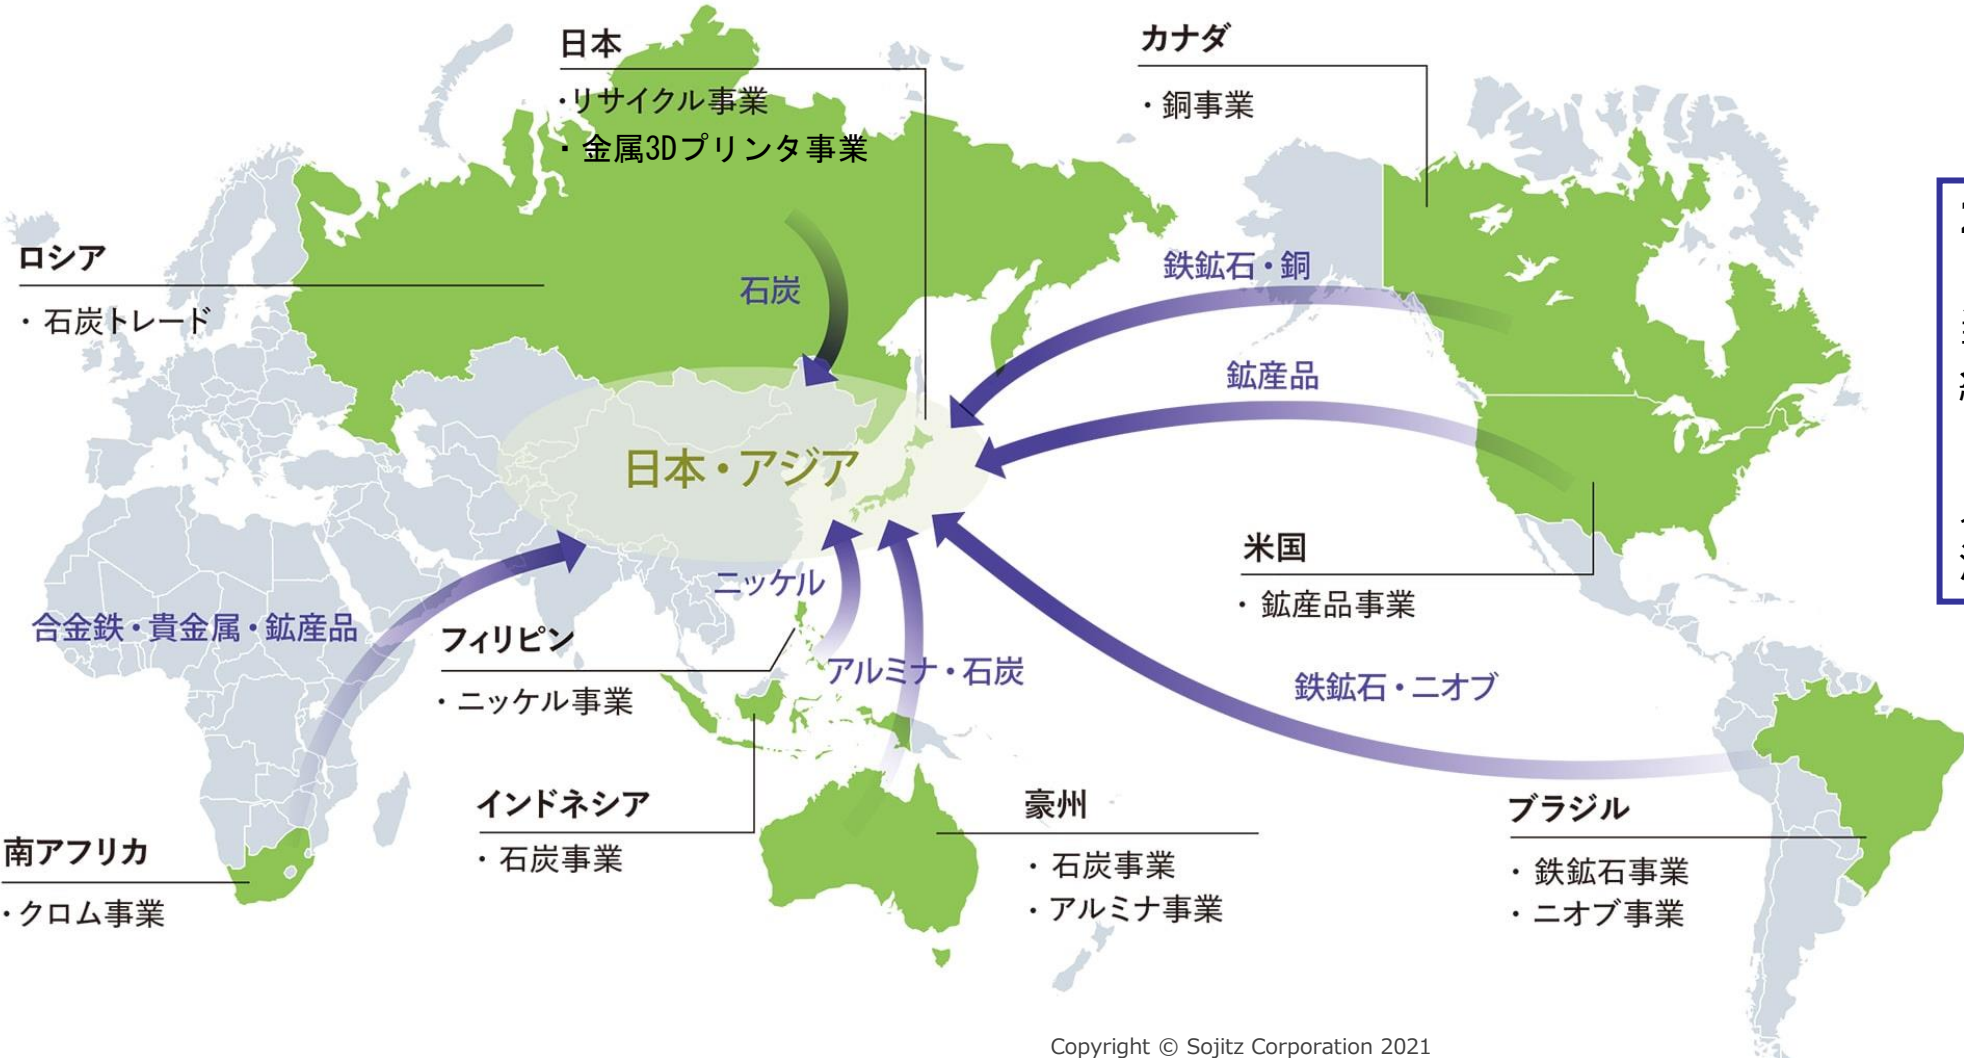 日本
・リサイクル事業
・金属3Dプリンタ事業
カナダ
・銅事業
ロシア
・石炭トレード
石炭
鉄鉱石・銅
鉱産品
日本・アジア
米国
・鉱産品事業
ニッケル
合金鉄・貴金属・鉱産品
フィリピン
・ニッケル事業
アルミナ・石炭
鉄鉱石・ニオブ
インドネシア
・石炭事業
豪州
・石炭事業
・アルミナ事業
ブラジル
・鉄鉱石事業
・ニオブ事業
南アフリカ
・クロム事業
Copyright © Sojitz Corporation 2021